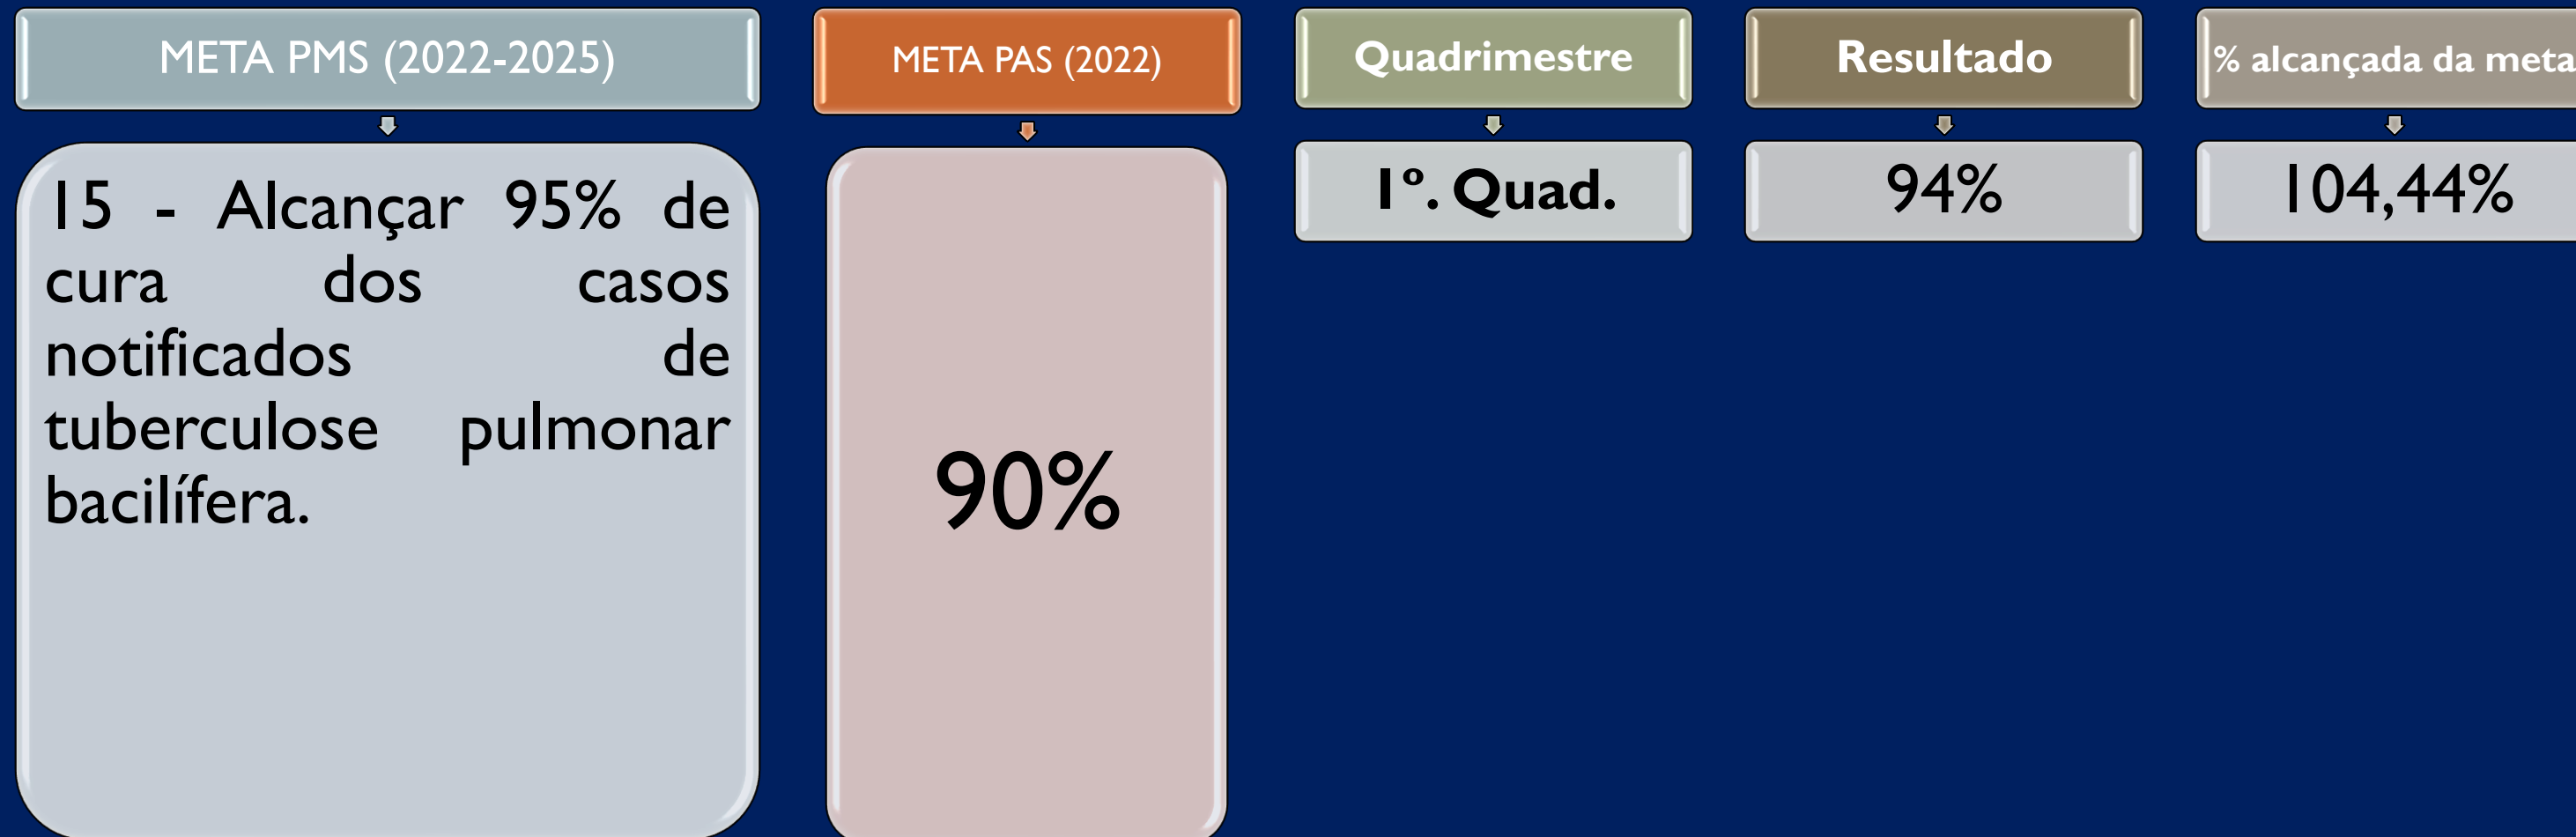 META PMS (2022-2025)
META PAS (2022)
Quadrimestre
Resultado
% alcançada da meta
15 - Alcançar 95% de
cura dos casos
notificados de
tuberculose pulmonar
bacilífera.
90%
1º. Quad.
94%
104,44%